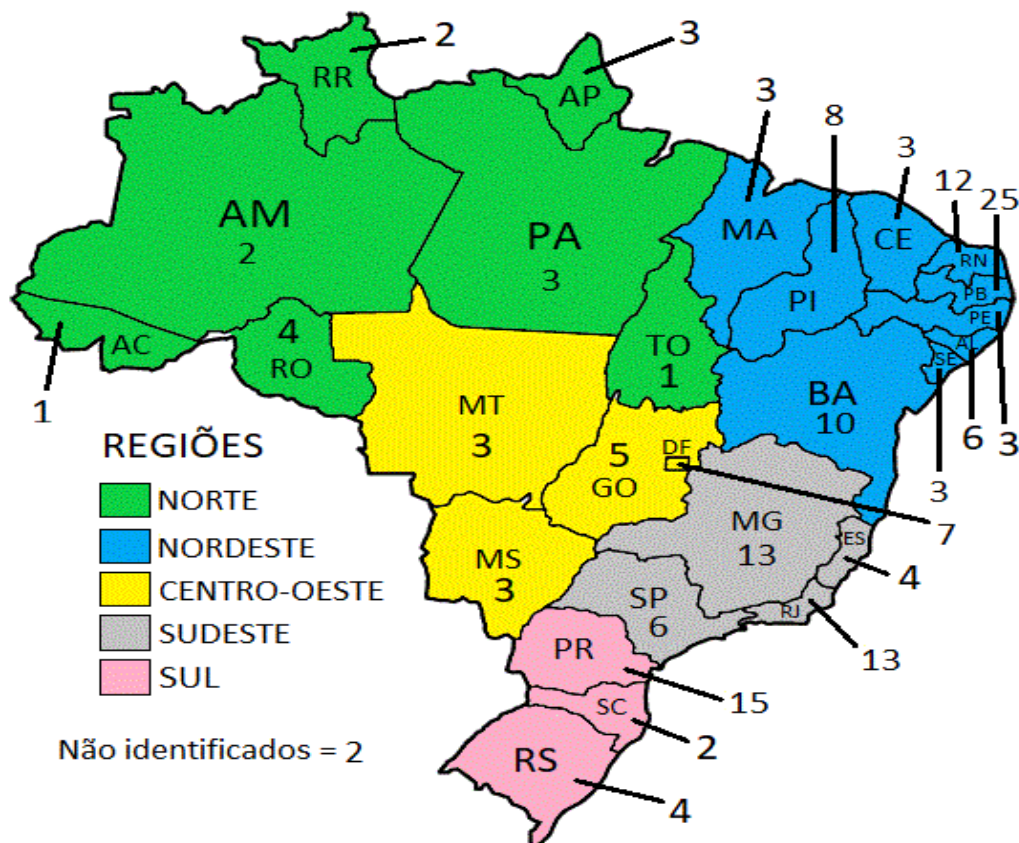 2
3
RR
AP
3
8
3
12
25
AM
2
PA
3
MA
CE
RN
PI
PB
PE
AL
SE
AC
1
4
RO
TO
1
BA
10
6
3
3
MT
3
5
GO
DF
7
REGIÕES
NORTE
NORDESTE
CENTRO-OESTE
SUDESTE
SUL
MG
13
ES
4
MS
3
SP
6
RJ
13
PR
15
SC
2
RS
4
Não identificados = 2